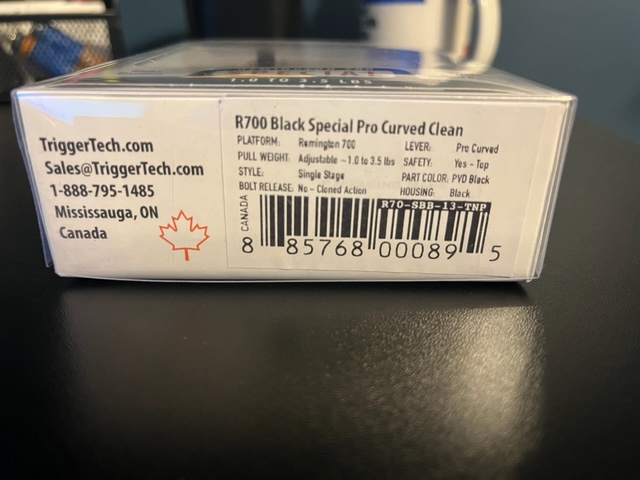 SPECIAL
1.0 TO 3.5 LBS
TriggerTech.com
Sales@TriggerTech.com
1-888-795-1485
Mississauga, ON
Canada
R700 Black Special Pro Curved Clean
PLATFORM: Remington 700 LEVER: Pro Curved
PULL WEIGHT: Adjustable ~1.0 to 3.5 lbs SAFETY: Yes - Top
STYLE: Single Stage PART COLOR: PVD Black
BOLT RELEASE: No - Cloned Action HOUSING: Black
CANADA
R70-SBB-13-TNP
8 85768 00089 5